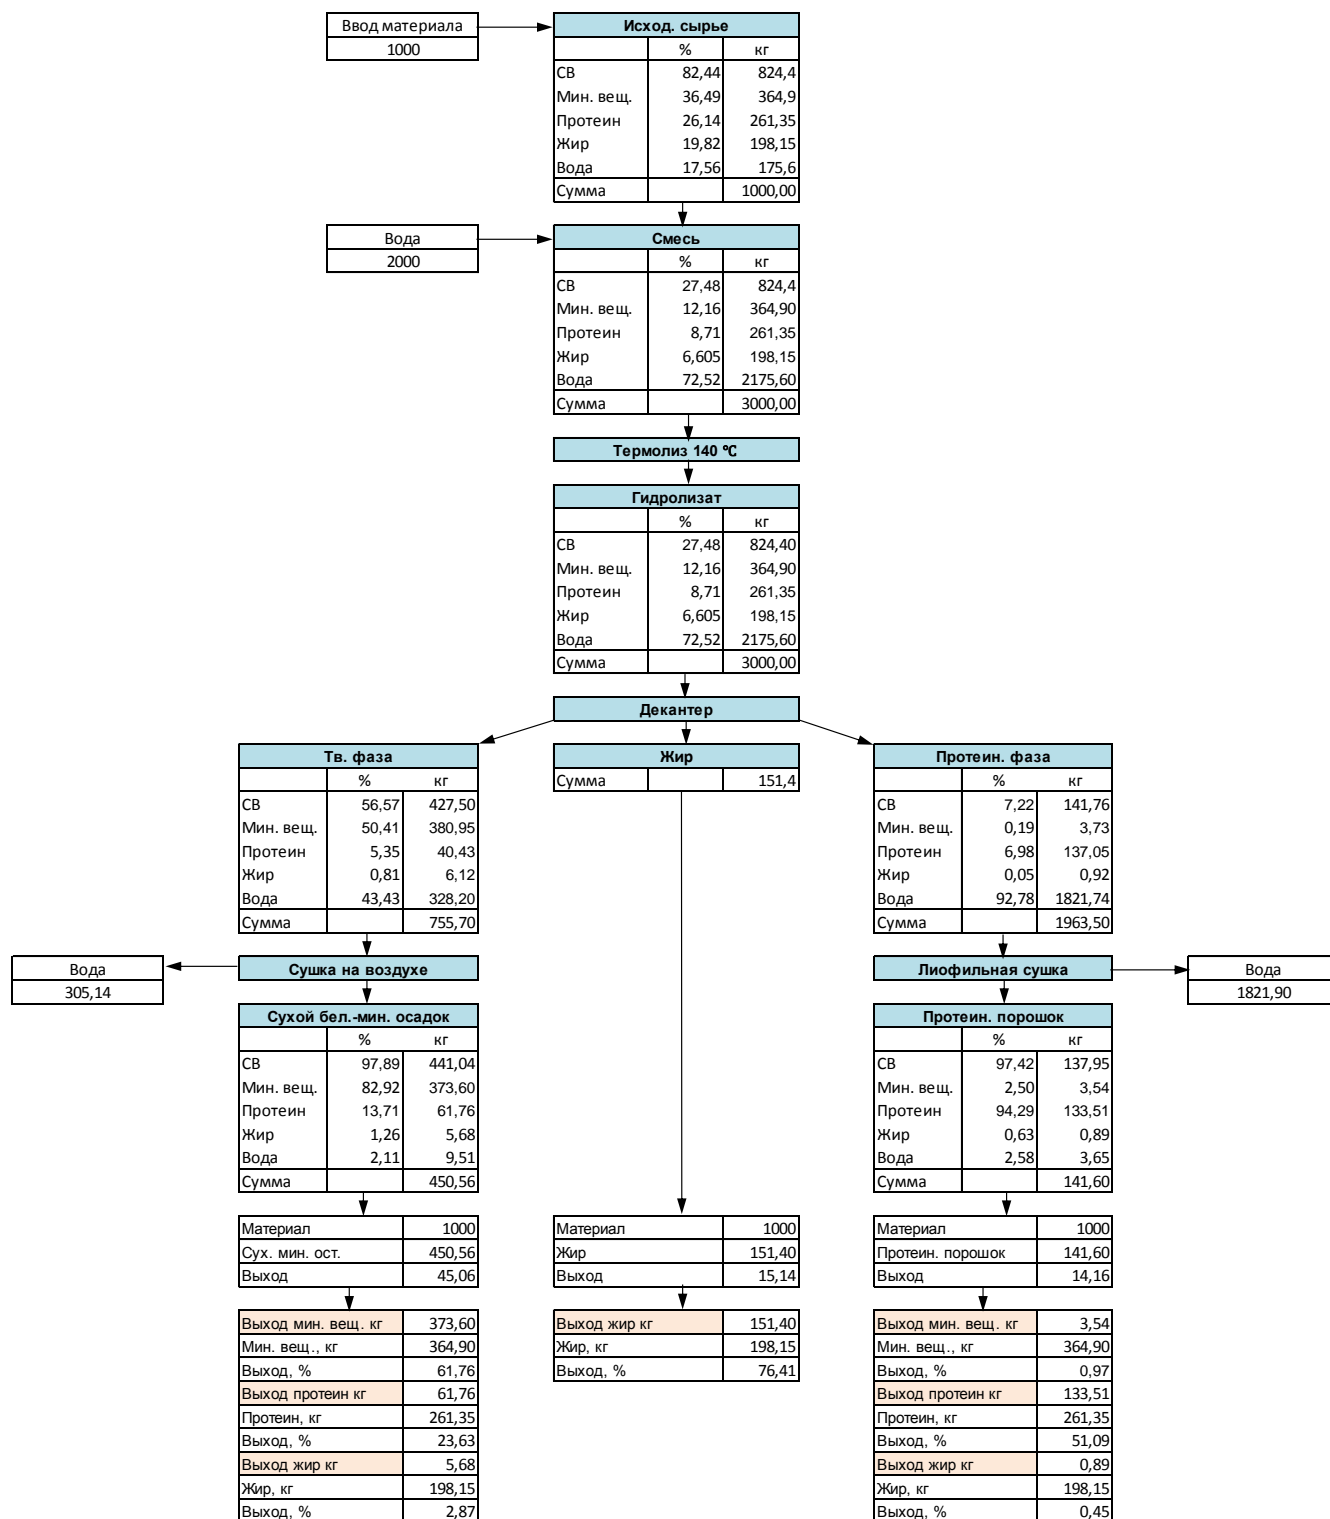 Ввод материала
1000
Исход. сырье
% кг
СВ 82,44 824,4
Мин. вещ. 36,49 364,9
Протеин 26,14 261,35
Жир 19,82 198,15
Вода 17,56 175,6
Сумма 1000,00
Вода
2000
Смесь
% кг
СВ 27,48 824,4
Мин. вещ. 12,16 364,90
Протеин 8,71 261,35
Жир 6,605 198,15
Вода 72,52 2175,60
Сумма 3000,00
Термолиз 140 ℃
Гидролизат
% кг
СВ 27,48 824,40
Мин. вещ. 12,16 364,90
Протеин 8,71 261,35
Жир 6,605 198,15
Вода 72,52 2175,60
Сумма 3000,00
Декантер
Тв. фаза
% кг
СВ 56,57 427,50
Мин. вещ. 50,41 380,95
Протеин 5,35 40,43
Жир 0,81 6,12
Вода 43,43 328,20
Сумма 755,70
Вода
305,14
Сушка на воздухе
Сухой бел.-мин. осадок
% кг
СВ 97,89 441,04
Мин. вещ. 82,92 373,60
Протеин 13,71 61,76
Жир 1,26 5,68
Вода 2,11 9,51
Сумма 450,56
Материал 1000
Сух. мин. ост. 450,56
Выход 45,06
Выход мин. вещ. кг 373,60
Мин. вещ., кг 364,90
Выход, % 61,76
Выход протеин кг 61,76
Протеин, кг 261,35
Выход, % 23,63
Выход жир кг 5,68
Жир, кг 198,15
Выход, % 2,87
Жир
Сумма 151,4
Материал 1000
Жир 151,40
Выход 15,14
Выход жир кг 151,40
Жир, кг 198,15
Выход, % 76,41
Протеин. фаза
% кг
СВ 7,22 141,76
Мин. вещ. 0,19 3,73
Протеин 6,98 137,05
Жир 0,05 0,92
Вода 92,78 1821,74
Сумма 1963,50
Лиофильная сушка
Вода
1821,90
Протеин. порошок
% кг
СВ 97,42 137,95
Мин. вещ. 2,50 3,54
Протеин 94,29 133,51
Жир 0,63 0,89
Вода 2,58 3,65
Сумма 141,60
Материал 1000
Протеин. порошок 141,60
Выход 14,16
Выход мин. вещ. кг 3,54
Мин. вещ., кг 364,90
Выход, % 0,97
Выход протеин кг 133,51
Протеин, кг 261,35
Выход, % 51,09
Выход жир кг 0,89
Жир, кг 198,15
Выход, % 0,45